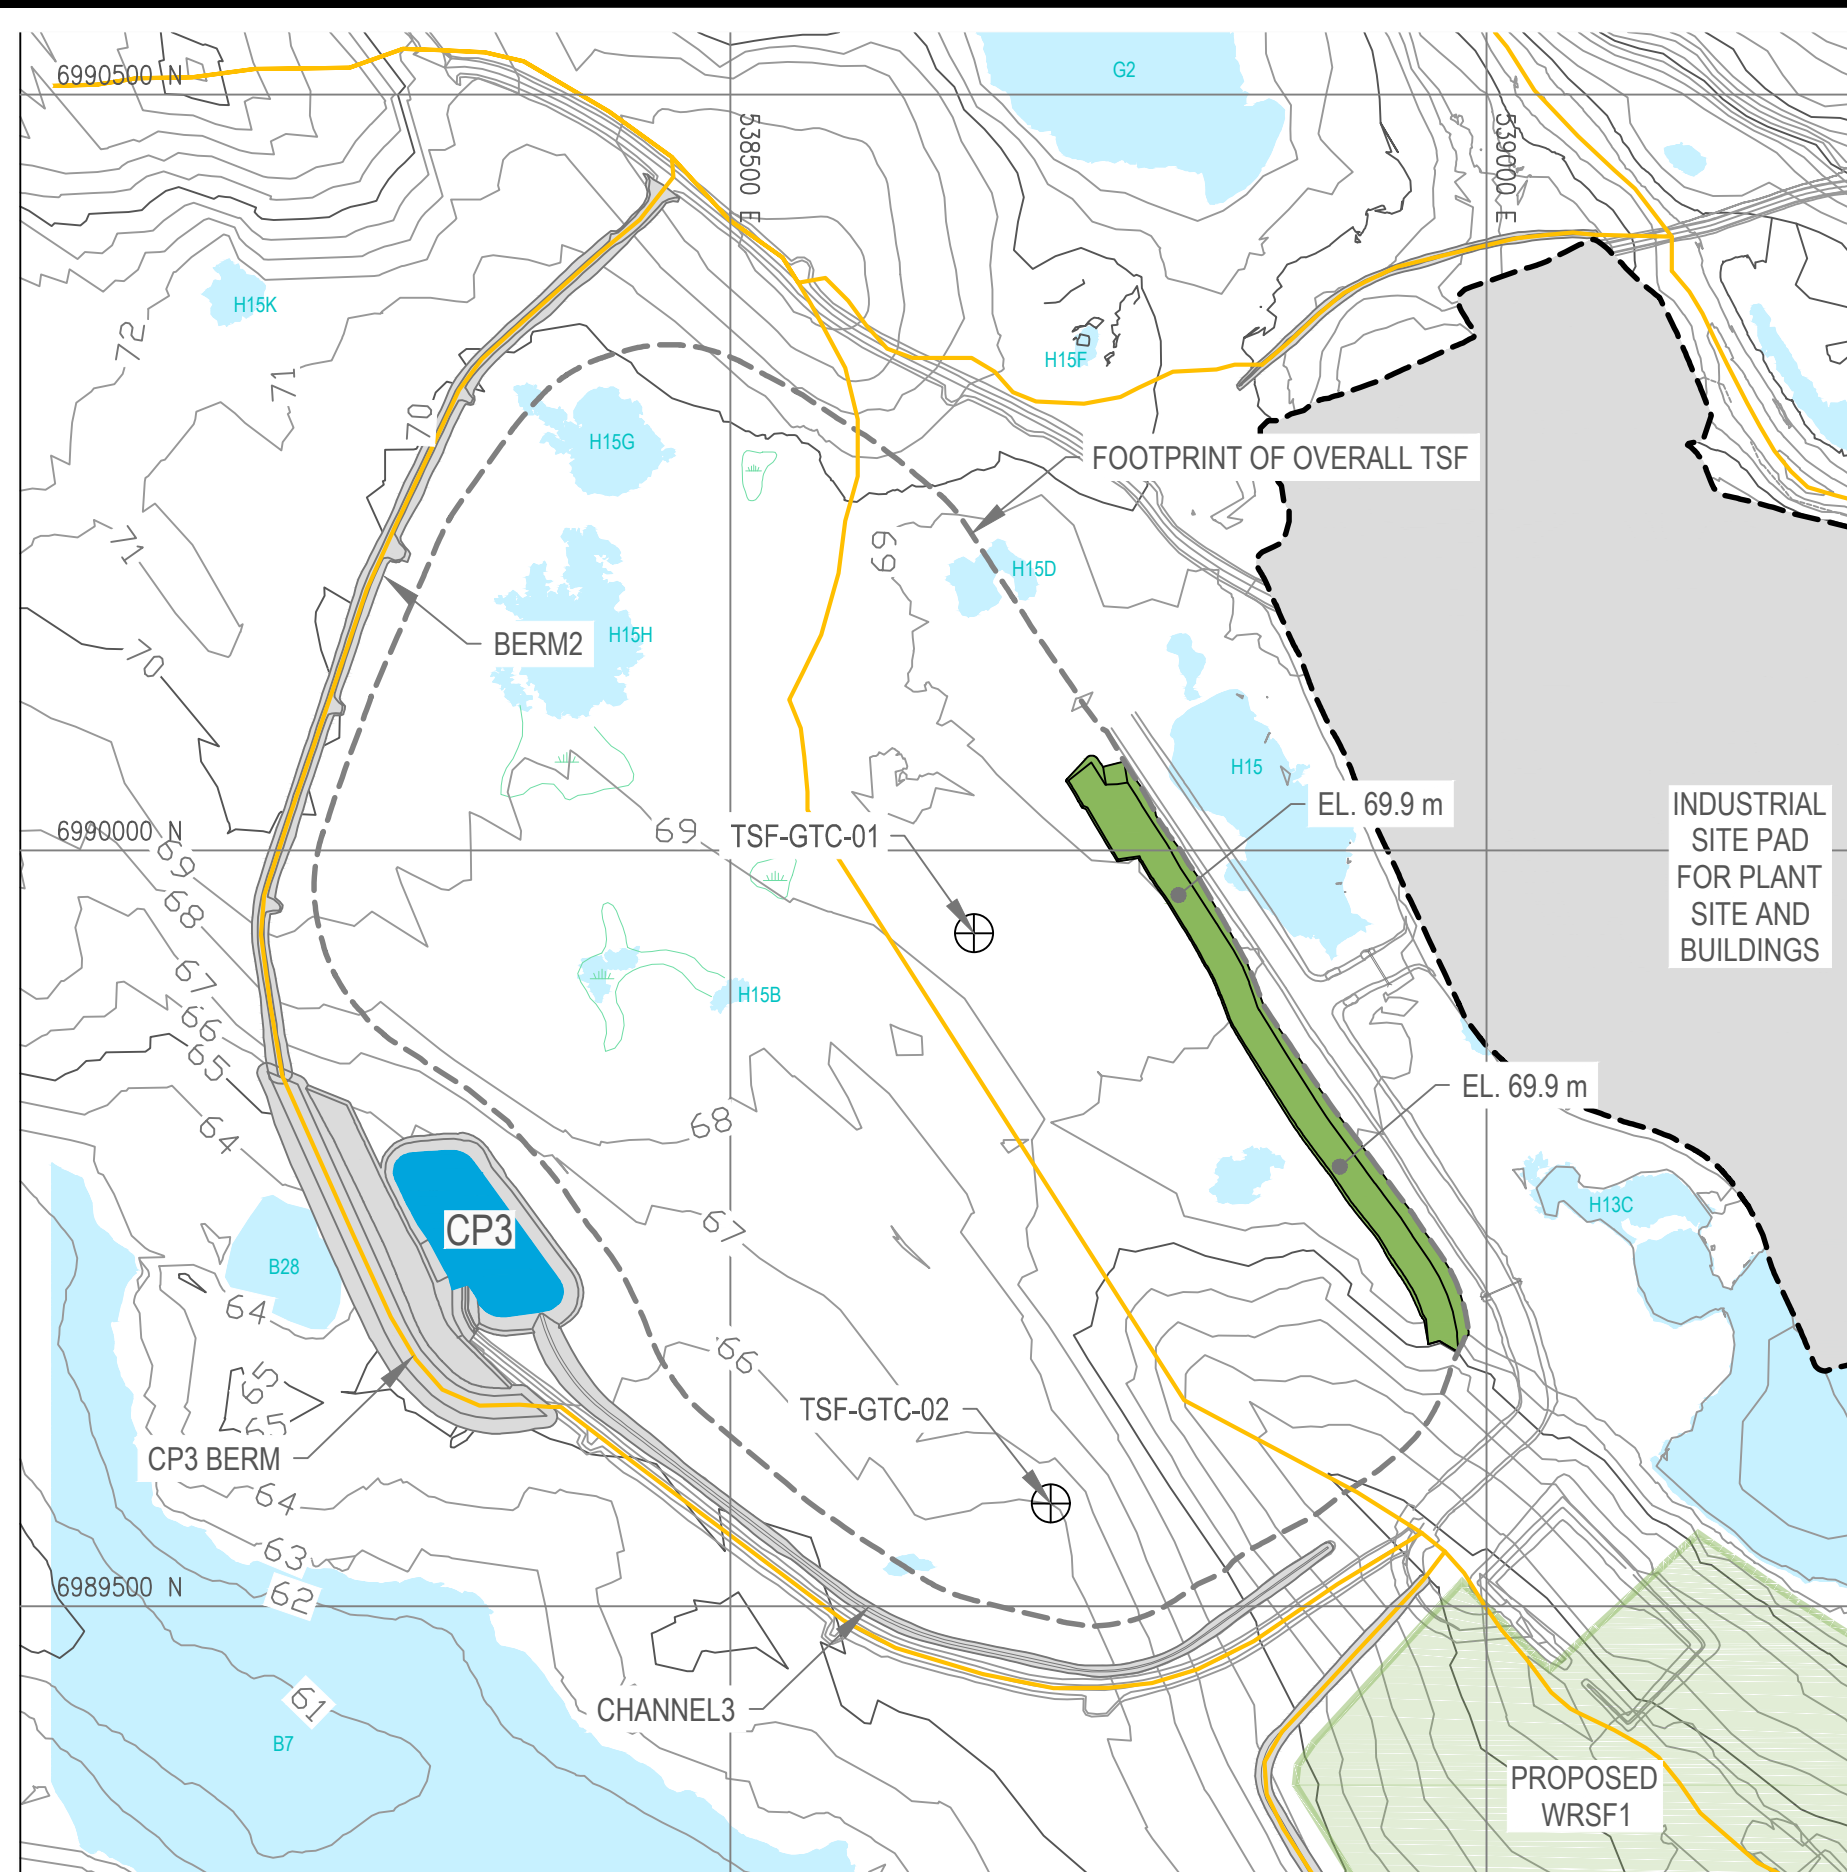 6990500 N
538500 E
539000 E
G2
H15K
72
71
70
H15F
H15G
FOOTPRINT OF OVERALL TSF
69
71
H15D
H15H
BERM2
70
H15
EL. 69.9 m
6990000 N
69
69
TSF-GTC-01
INDUSTRIAL
SITE PAD
FOR PLANT
SITE AND
BUILDINGS
68
67
66
65
H15B
EL. 69.9 m
64
68
H13C
CP3
67
B28
64
66
65
65
TSF-GTC-02
CP3 BERM
64
63
6989500 N
62
61
CHANNEL3
B7
PROPOSED
WRSF1